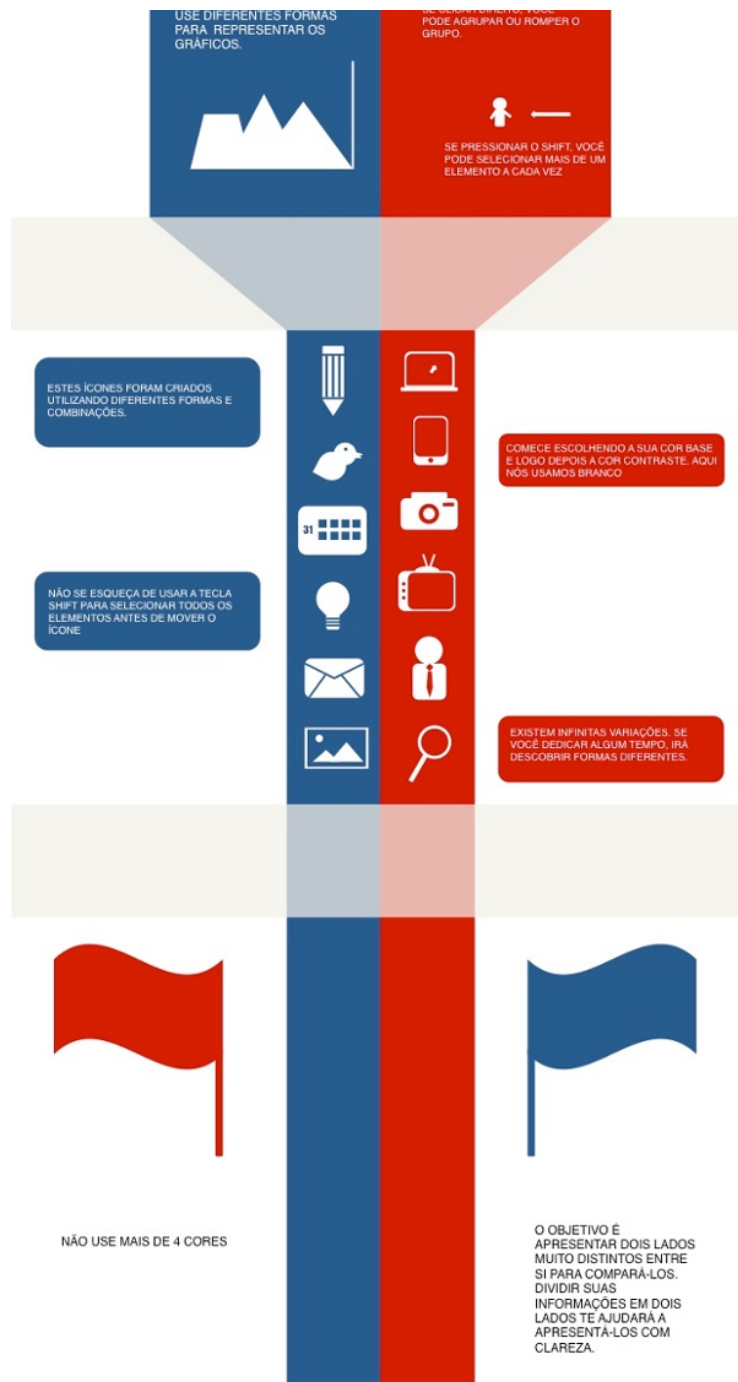 USE DIFERENTES FORMAS
PARA REPRESENTAR OS
GRÁFICOS.
SE CLICAR DIREITO, VOCÊ
PODE AGRUPAR OU ROMPER O
GRUPO.
SE PRESSIONAR O SHIFT, VOCÊ
PODE SELECIONAR MAIS DE UM
ELEMENTO A CADA VEZ
ESTES ÍCONES FORAM CRIADOS
UTILIZANDO DIFERENTES FORMAS E
COMBINAÇÕES.
COMECE ESCOLHENDO A SUA COR BASE
E LOGO DEPOIS A COR CONTRASTE. AQUI
NÓS USAMOS BRANCO
31
NÃO SE ESQUEÇA DE USAR A TECLA
SHIFT PARA SELECIONAR TODOS OS
ELEMENTOS ANTES DE MOVER O
ÍCONE
EXISTEM INFINITAS VARIAÇÕES. SE
VOCÊ DEDICAR ALGUM TEMPO, IRÁ
DESCOBRIR FORMAS DIFERENTES.
NÃO USE MAIS DE 4 CORES
O OBJETIVO É
APRESENTAR DOIS LADOS
MUITO DISTINTOS ENTRE
SI PARA COMPARÁ-LOS.
DIVIDIR SUAS
INFORMAÇÕES EM DOIS
LADOS TE AJUDARÁ A
APRESENTÁ-LOS COM
CLAREZA.